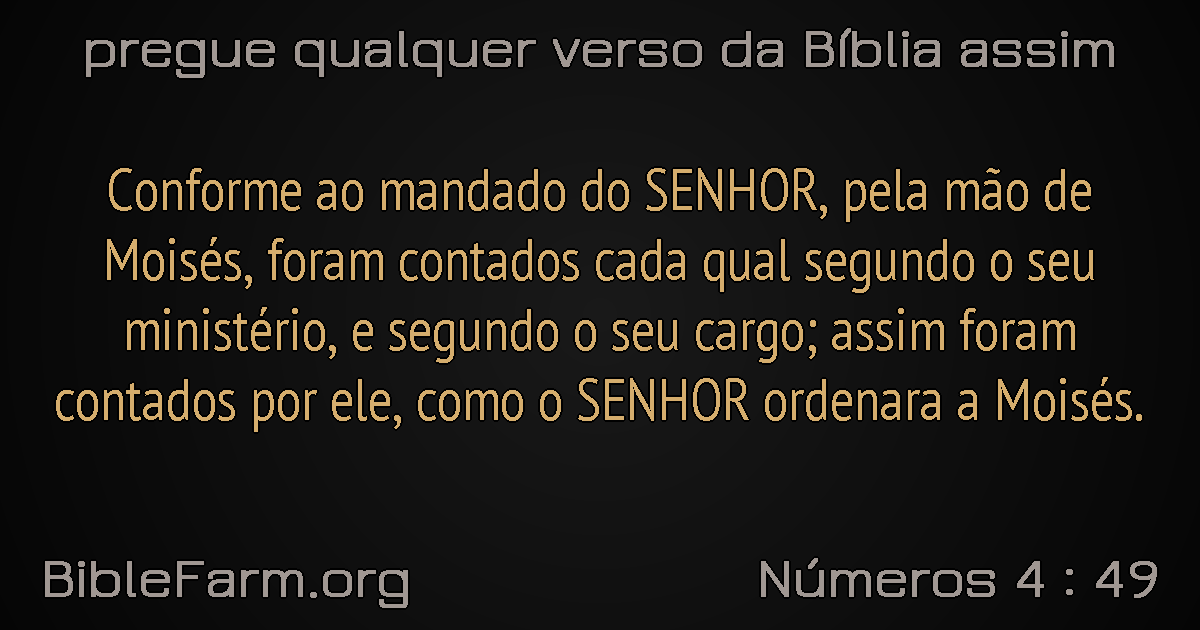 pregue qualquer verso da Bíblia assim
Conforme ao mandado do SENHOR, pela mão de
Moisés, foram contados cada qual segundo o seu
ministério, e segundo o seu cargo; assim foram
contados por ele, como o SENHOR ordenara a Moisés.
BibleFarm.org
Números 4 : 49